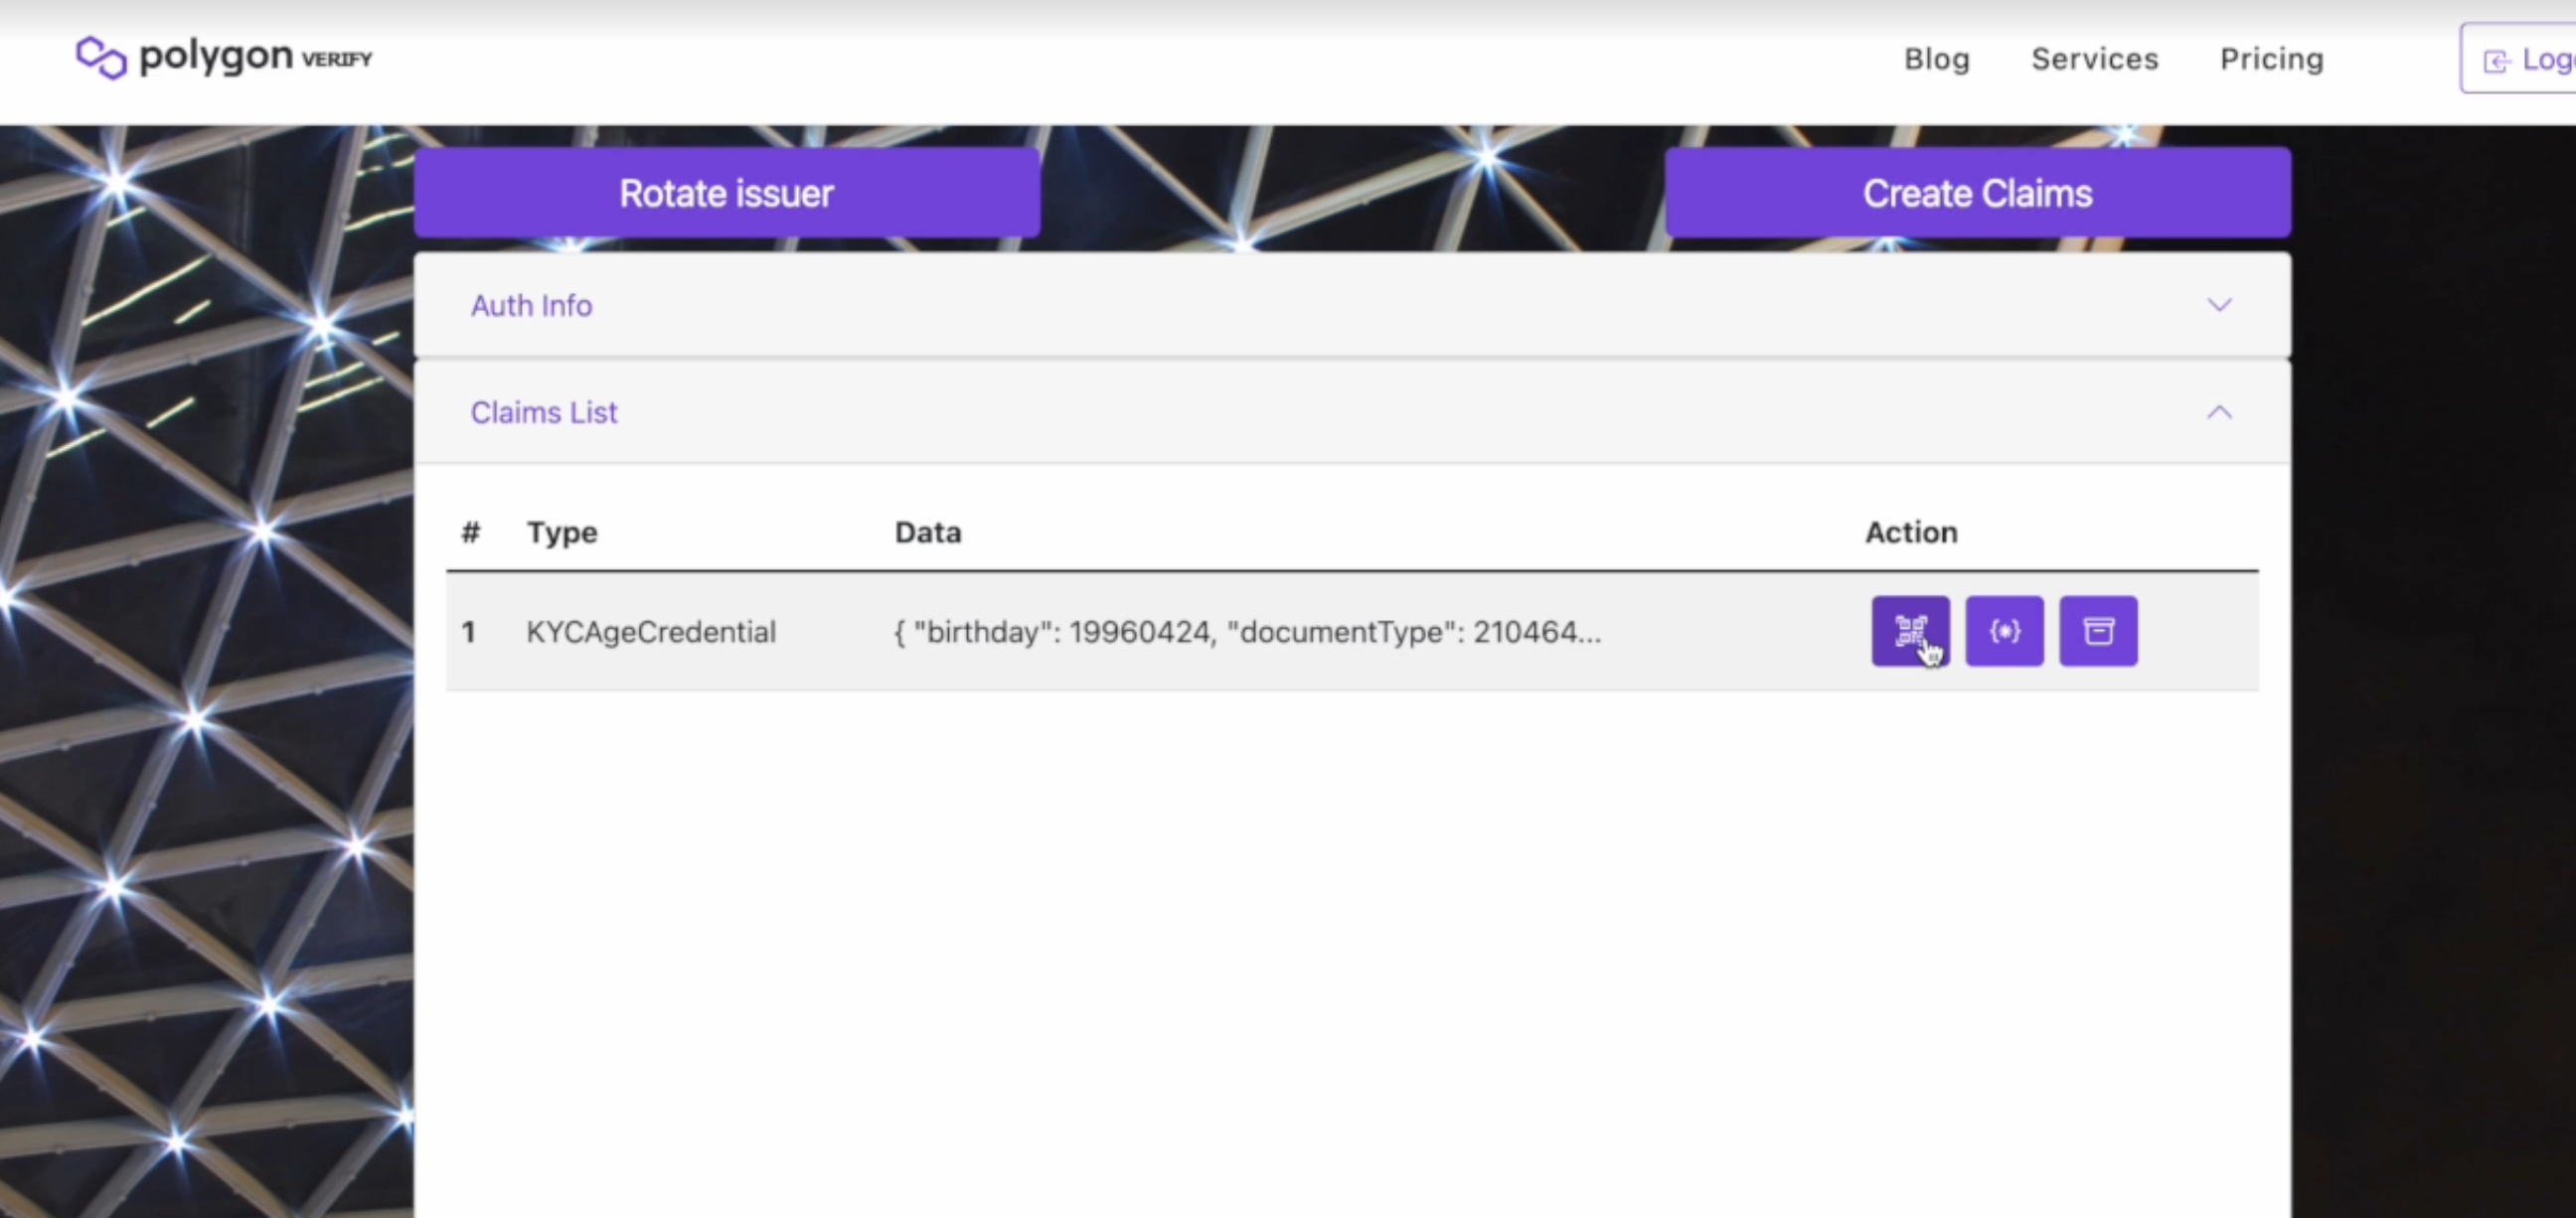 polygon VERIFY
Blog Services Pricing
Rotate issuer
Create Claims
Auth Info
Claims List
# Type Data Action
1 KYCAgeCredential { "birthday": 19960424, "documentType": 210464...
{*}